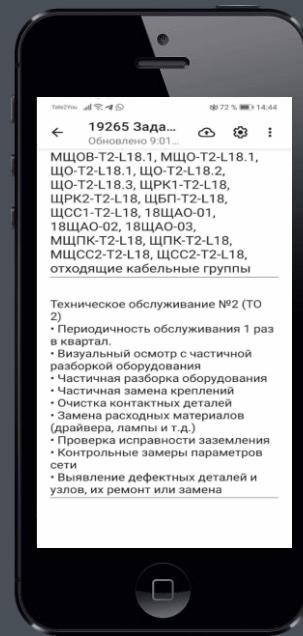 Tele2You 72 % 14:44
19265 Зада...
Обновлено 9:01...
МЩОВ-Т2-L18.1, МЩО-Т2-L18.1,
ЩО-Т2-L18.1, ЩО-Т2-L18.2,
ЩО-Т2-L18.3, ЩРК1-Т2-L18,
ЩРК2-Т2-L18, ЩБП-Т2-L18,
ЩСС1-Т2-L18, 18ЩАО-01,
18ЩАО-02, 18ЩАО-03,
МЩПК-Т2-L18, ЩПК-Т2-L18,
МЩСС2-Т2-L18, ЩСС2-Т2-L18,
отходящие кабельные группы
Техническое обслуживание №2 (ТО
2)
• Периодичность обслуживания 1 раз
в квартал.
• Визуальный осмотр с частичной
разборкой оборудования
• Частичная разборка оборудования
• Частичная замена креплений
• Очистка контактных деталей
• Замена расходных материалов
(драйвера, лампы и т.д.)
• Проверка исправности заземления
• Контрольные замеры параметров
сети
• Выявление дефектных деталей и
узлов, их ремонт или замена